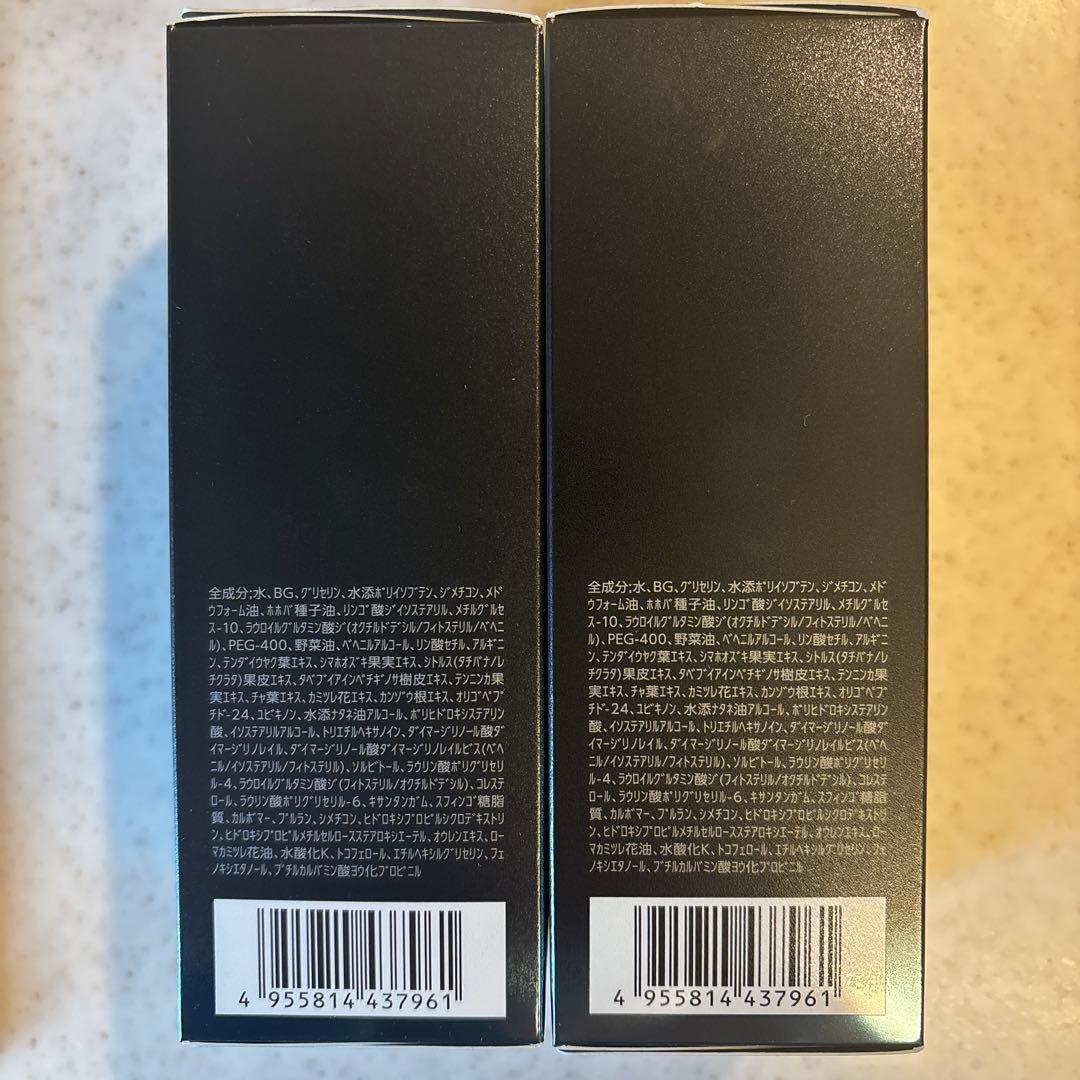 全成分;水、BG、グリセリン、水添ポリイソブテン、ジメチコン、メド
ウフォーム油、ホホバ種子油、リンゴ酸ジイソステアリル、メチルグルセ
ス-10、ラウロイルグルタミン酸ジ(オクチルドデシル/フィトステリル/ベヘニ
ル)、PEG-400、野菜油、ベヘニルアルコール、リン酸セチル、アルギニ
ン、テンダイウヤク葉エキス、シマホオズキ果実エキス、シトルス(タチバナ/レ
チクラタ)果皮エキス、タベブイアインペチギノサ樹皮エキス、テンニンカ果
実エキス、チャ葉エキス、カミツレ花エキス、カンゾウ根エキス、オリゴペプ
チド-24、ユビキノン、水添ナタネ油アルコール、ポリヒドロキシステアリン
酸、イソステアリルアルコール、トリエチルヘキサノイン、ダイマージリノール酸ダ
イマージリノレイル、ダイマージリノール酸ダイマージリノレイルビス(ベヘ
ニル/イソステアリル/フィトステリル)、ソルビトール、ラウリン酸ポリグリセリ
ル-4、ラウロイルグルタミン酸ジ(フィトステリル/オクチルドデシル)、コレステ
ロール、ラウリン酸ポリグリセリル-6、キサンタンガム、スフィンゴ糖脂
質、カルボマー、プルラン、シメチコン、ヒドロキシプロピルシクロデキストリ
ン、ヒドロキシプロピルメチルセルロースステアロキシエーテル、オウレンエキス、ロー
マカミツレ花油、水酸化K、トコフェロール、エチルヘキシルグリセリン、フェ
ノキシエタノール、ブチルカルバミン酸ヨウ化プロピニル
4 955814 437961
全成分;水、BG、グリセリン、水添ポリイソブテン、ジメチコン、メド
ウフォーム油、ホホバ種子油、リンゴ酸ジイソステアリル、メチルグルセ
ス-10、ラウロイルグルタミン酸ジ(オクチルドデシル/フィトステリル/ベヘニ
ル)、PEG-400、野菜油、ベヘニルアルコール、リン酸セチル、アルギニ
ン、テンダイウヤク葉エキス、シマホオズキ果実エキス、シトルス(タチバナ/レ
チクラタ)果皮エキス、タベブイアインペチギノサ樹皮エキス、テンニンカ果
実エキス、チャ葉エキス、カミツレ花エキス、カンゾウ根エキス、オリゴペプ
チド-24、ユビキノン、水添ナタネ油アルコール、ポリヒドロキシステアリン
酸、イソステアリルアルコール、トリエチルヘキサノイン、ダイマージリノール酸ダ
イマージリノレイル、ダイマージリノール酸ダイマージリノレイルビス(ベヘ
ニル/イソステアリル/フィトステリル)、ソルビトール、ラウリン酸ポリグリセリ
ル-4、ラウロイルグルタミン酸ジ(フィトステリル/オクチルドデシル)、コレステ
ロール、ラウリン酸ポリグリセリル-6、キサンタンガム、スフィンゴ糖脂
質、カルボマー、プルラン、シメチコン、ヒドロキシプロピルシクロデキストリ
ン、ヒドロキシプロピルメチルセルロースステアロキシエーテル、オウレンエキス、ロー
マカミツレ花油、水酸化K、トコフェロール、エチルヘキシルグリセリン、フェ
ノキシエタノール、ブチルカルバミン酸ヨウ化プロピニル
4 955814 437961